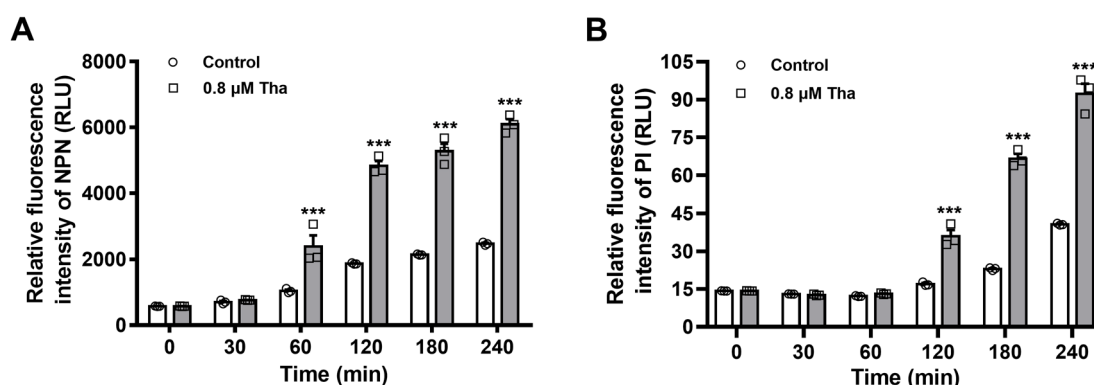 A
Relative fluorescence
intensity of NPN (RLU)
8000
6000
4000
2000
0
Control
0.8 µM Tha
***
***
***
***
0
30
60
120
180
240
Time (min)
B
Relative fluorescence
intensity of PI (RLU)
105
90
75
60
45
30
15
0
Control
0.8 µM Tha
***
***
***
0
30
60
120
180
240
Time (min)